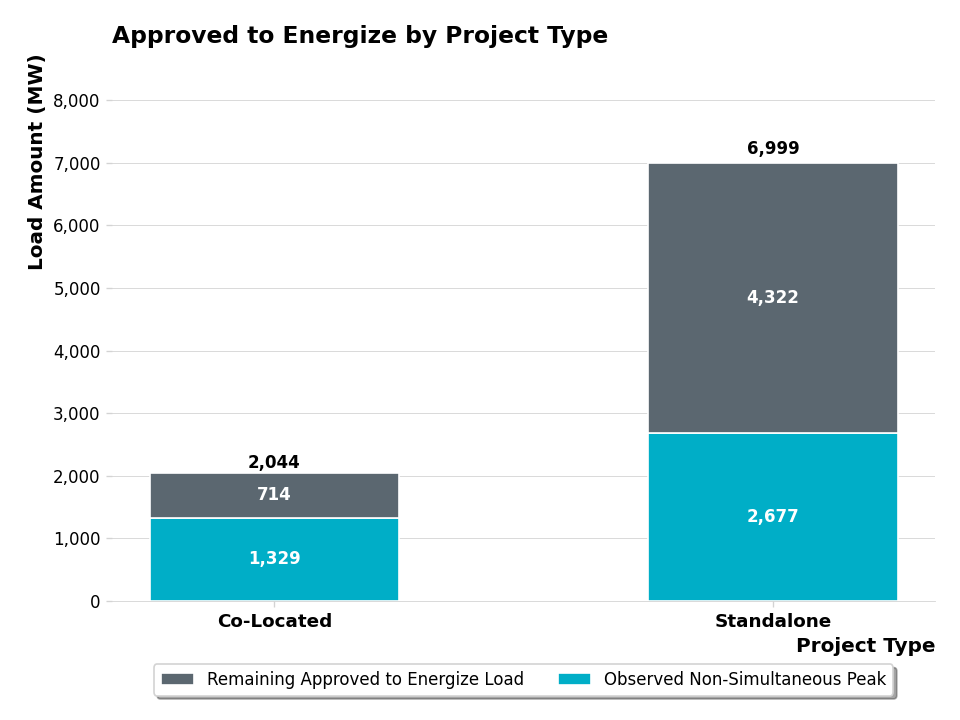 Approved to Energize by Project Type
Load Amount (MW)
8,000
7,000
6,000
5,000
4,000
3,000
2,000
1,000
0
2,044
714
1,329
6,999
4,322
2,677
Co-Located
Standalone
Project Type
Remaining Approved to Energize Load
Observed Non-Simultaneous Peak